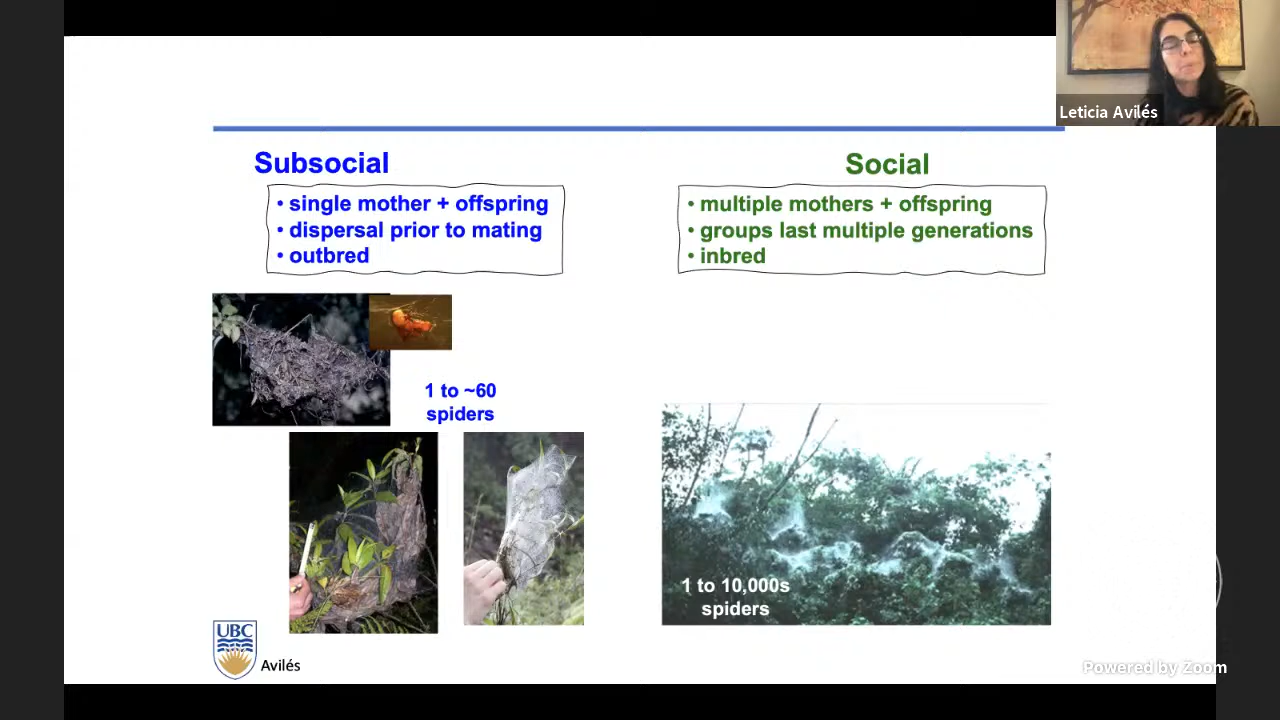 Leticia Avilés
Subsocial
• single mother + offspring
• dispersal prior to mating
• outbred
Social
• multiple mothers + offspring
• groups last multiple generations
• inbred
1 to ~60
spiders
1 to 10,000s
spiders
UBC
Avilés
Powered by Zoom